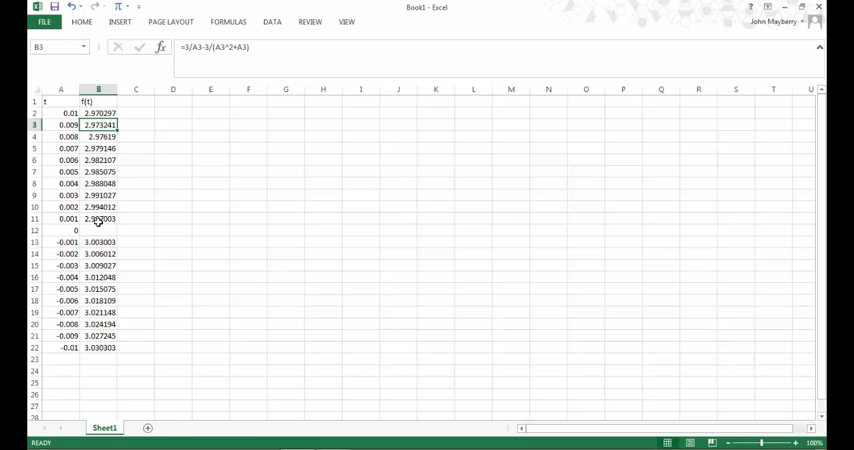 Book1 - Excel
FILE HOME INSERT PAGE LAYOUT FORMULAS DATA REVIEW VIEW John Mayberry
B3 fx =3/A3-3/(A3^2+A3)
A B C D E F G H I J K L M N O P Q R S T U
1 t f(t)
2 0.01 2.970297
3 0.009 2.973241
4 0.008 2.97619
5 0.007 2.979146
6 0.006 2.982107
7 0.005 2.985075
8 0.004 2.988048
9 0.003 2.991027
10 0.002 2.994012
11 0.001 2.997003
12 0
13 -0.001 3.003003
14 -0.002 3.006012
15 -0.003 3.009027
16 -0.004 3.012048
17 -0.005 3.015075
18 -0.006 3.018109
19 -0.007 3.021148
20 -0.008 3.024194
21 -0.009 3.027245
22 -0.01 3.030303
23
24
25
26
27
28
Sheet1
READY 100%